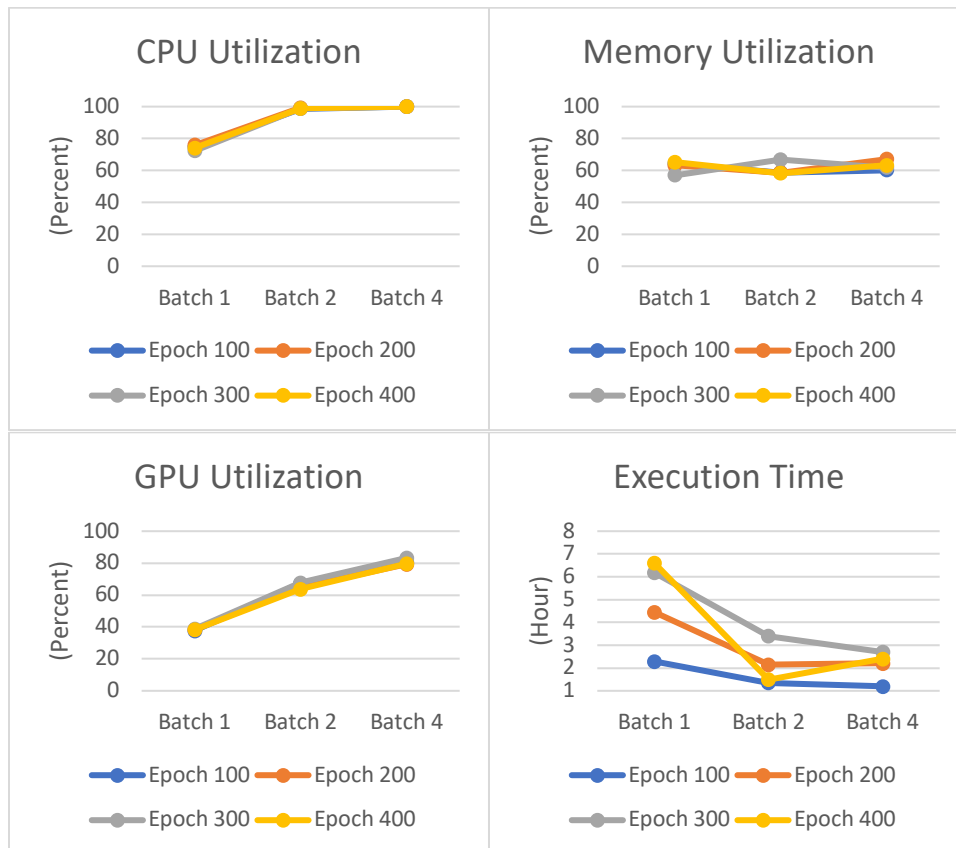 CPU Utilization
100
80
60
40
20
0
(Percent)
Batch 1 Batch 2 Batch 4
Epoch 100 Epoch 200
Epoch 300 Epoch 400
Memory Utilization
100
80
60
40
20
0
(Percent)
Batch 1 Batch 2 Batch 4
Epoch 100 Epoch 200
Epoch 300 Epoch 400
GPU Utilization
100
80
60
40
20
0
(Percent)
Batch 1 Batch 2 Batch 4
Epoch 100 Epoch 200
Epoch 300 Epoch 400
Execution Time
8
7
6
5
4
3
2
1
(Hour)
Batch 1 Batch 2 Batch 4
Epoch 100 Epoch 200
Epoch 300 Epoch 400